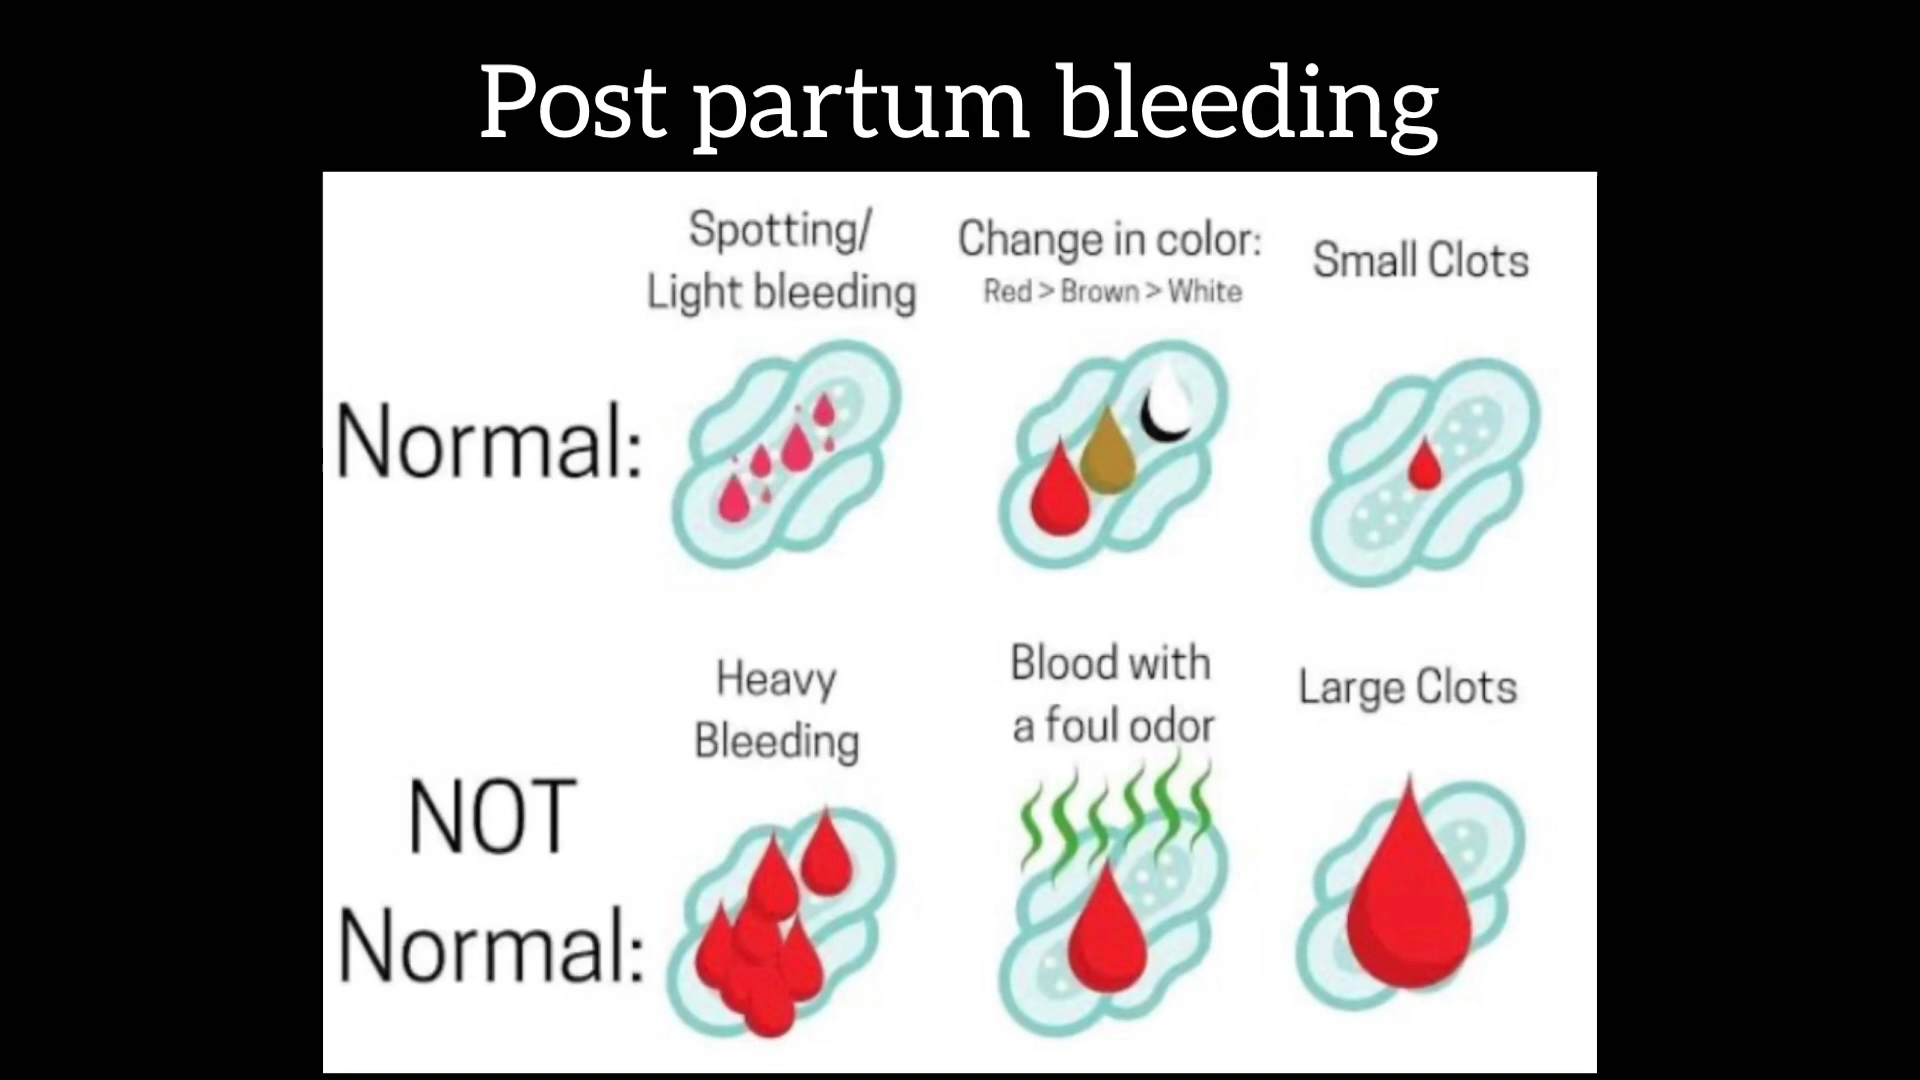 Post partum bleeding
Spotting/
Light bleeding
Change in color:
Red > Brown > White
Small Clots
Normal:
Heavy
Bleeding
Blood with
a foul odor
Large Clots
NOT
Normal: